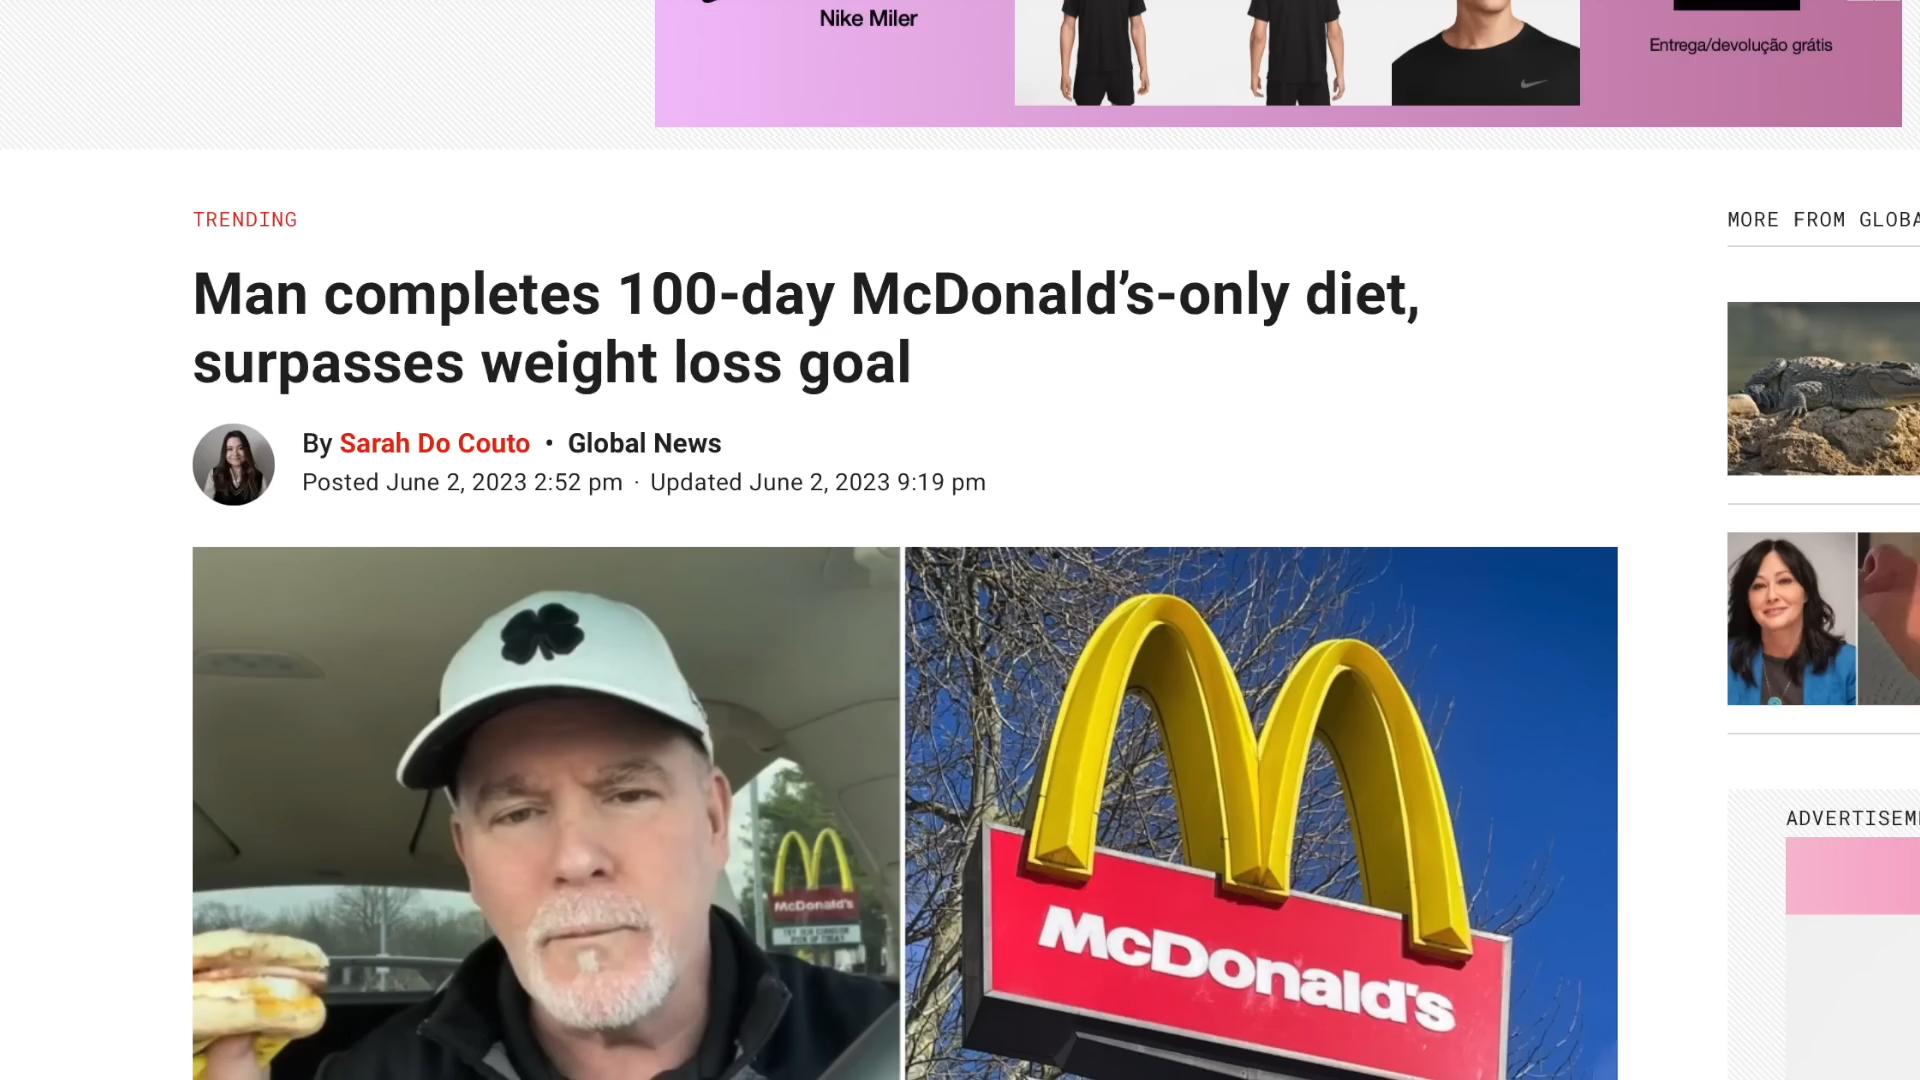 Nike Miler
Entrega/devolução grátis
TRENDING
MORE FROM GLOBA
Man completes 100-day McDonald’s-only diet,
surpasses weight loss goal
By Sarah Do Couto • Global News
Posted June 2, 2023 2:52 pm · Updated June 2, 2023 9:19 pm
ADVERTISEM
McDonald's
McDonald's